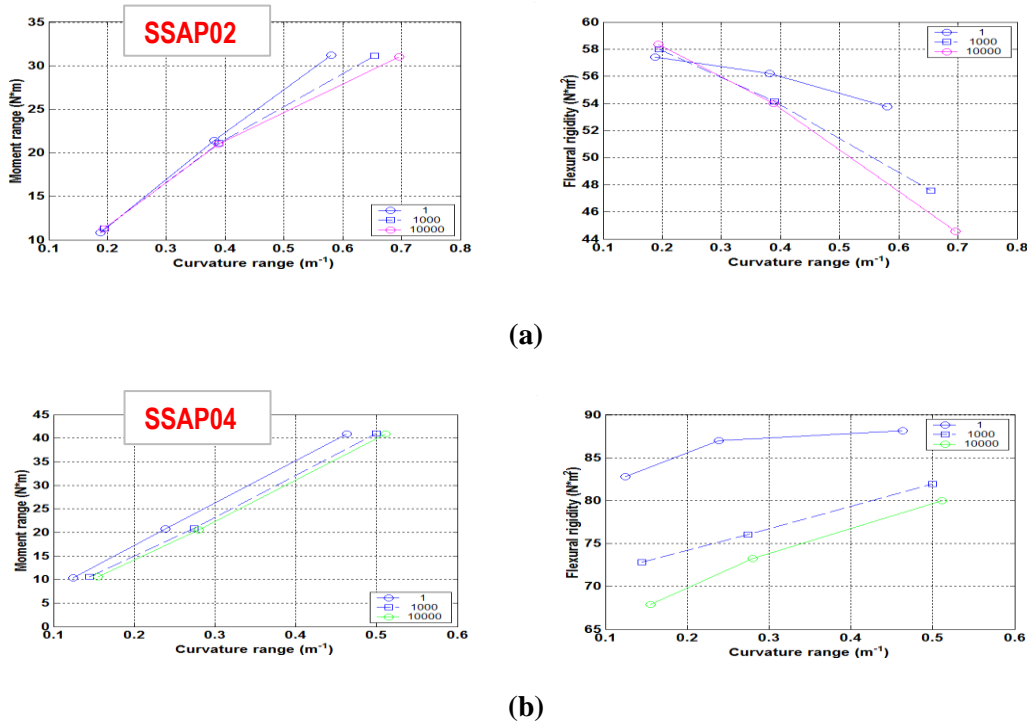 SSAP02
Moment range (N*m)
35
30
25
20
15
10
0.1 0.2 0.3 0.4 0.5 0.6 0.7 0.8
Curvature range (m⁻¹)
1
1000
10000
Flexural rigidity (N*m²)
60
58
56
54
52
50
48
46
44
0.1 0.2 0.3 0.4 0.5 0.6 0.7 0.8
Curvature range (m⁻¹)
1
1000
10000
(a)
SSAP04
Moment range (N*m)
45
40
35
30
25
20
15
10
5
0
0.1 0.2 0.3 0.4 0.5 0.6
Curvature range (m⁻¹)
1
1000
10000
Flexural rigidity (N*m²)
90
85
80
75
70
65
0.1 0.2 0.3 0.4 0.5 0.6
Curvature range (m⁻¹)
1
1000
10000
(b)